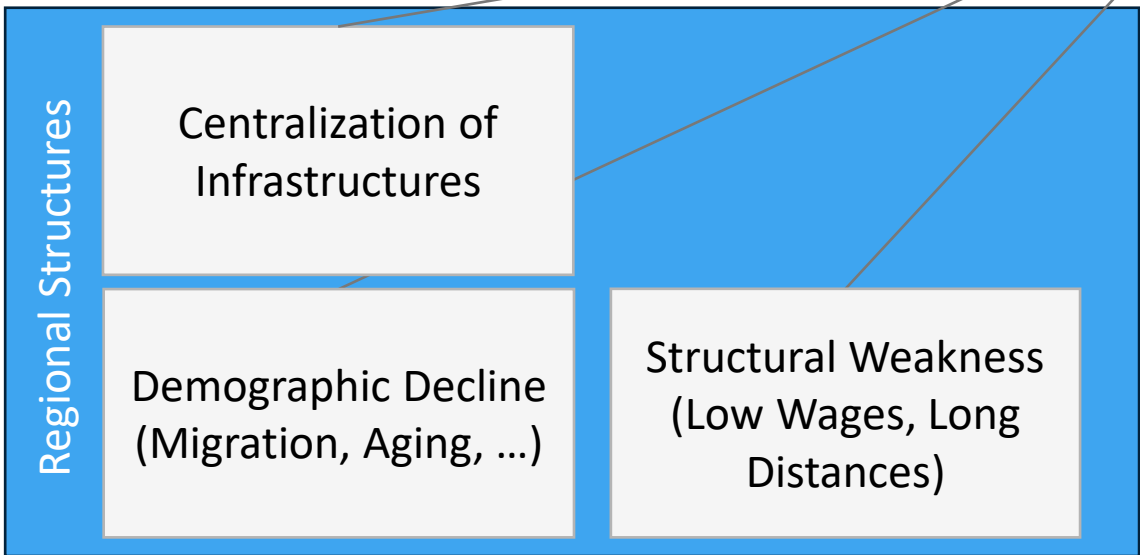 Regional Structures
Centralization of
Infrastructures
Demographic Decline
(Migration, Aging, …)
Structural Weakness
(Low Wages, Long
Distances)